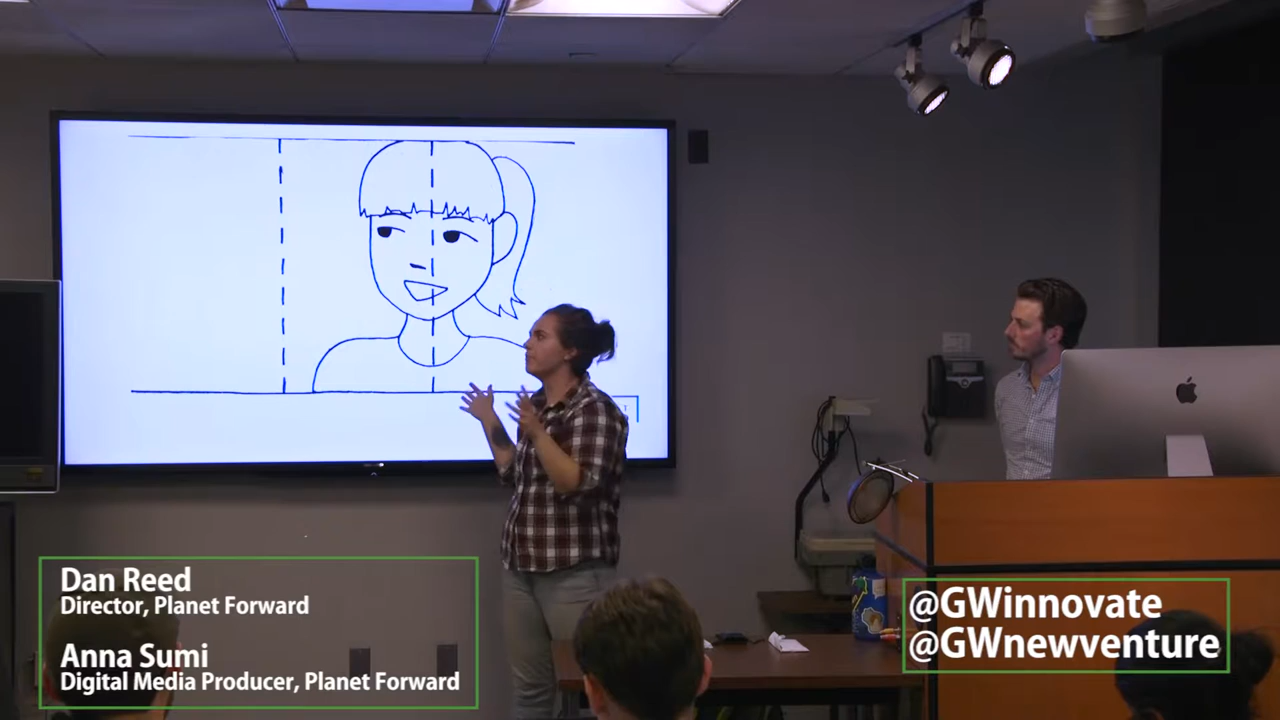 Dan Reed
Director, Planet Forward
Anna Sumi
Digital Media Producer, Planet Forward
@GWinnovate
@GWnewventure